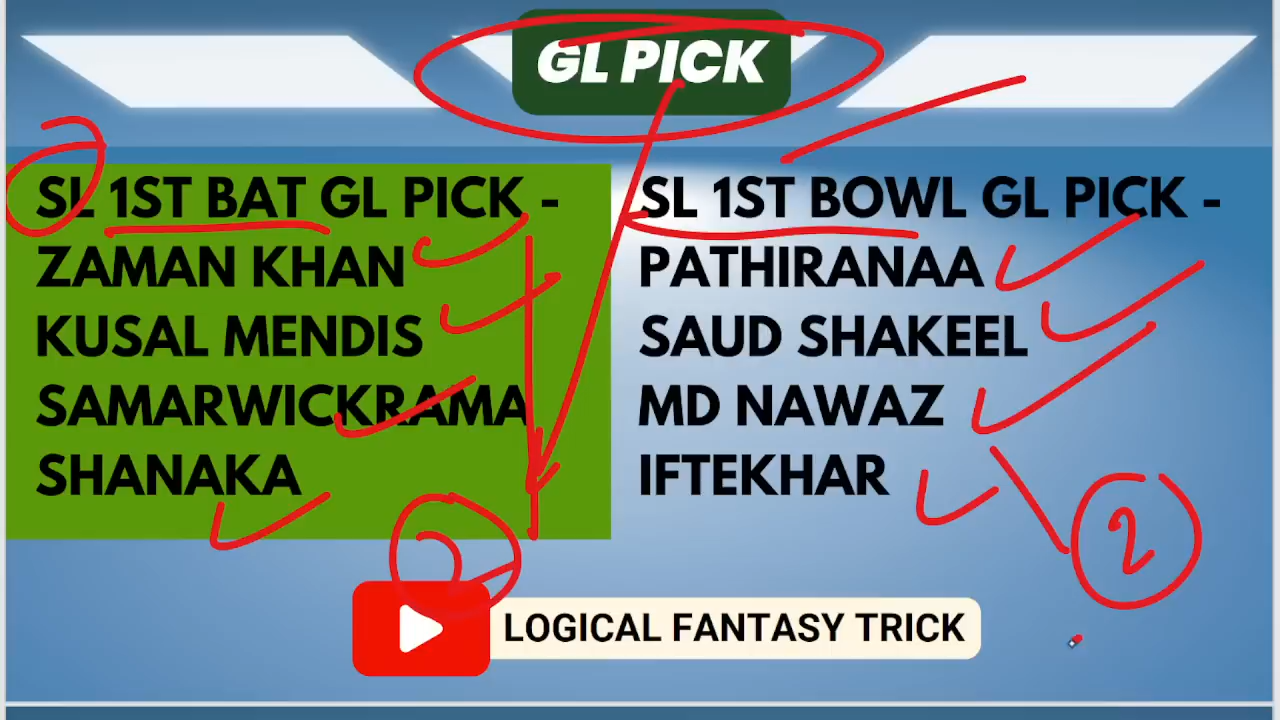 GL PICK
SL 1ST BAT GL PICK -
ZAMAN KHAN
KUSAL MENDIS
SAMARWICKRAMA
SHANAKA
2
SL 1ST BOWL GL PICK -
PATHIRANAA
SAUD SHAKEEL
MD NAWAZ
IFTEKHAR
2
LOGICAL FANTASY TRICK